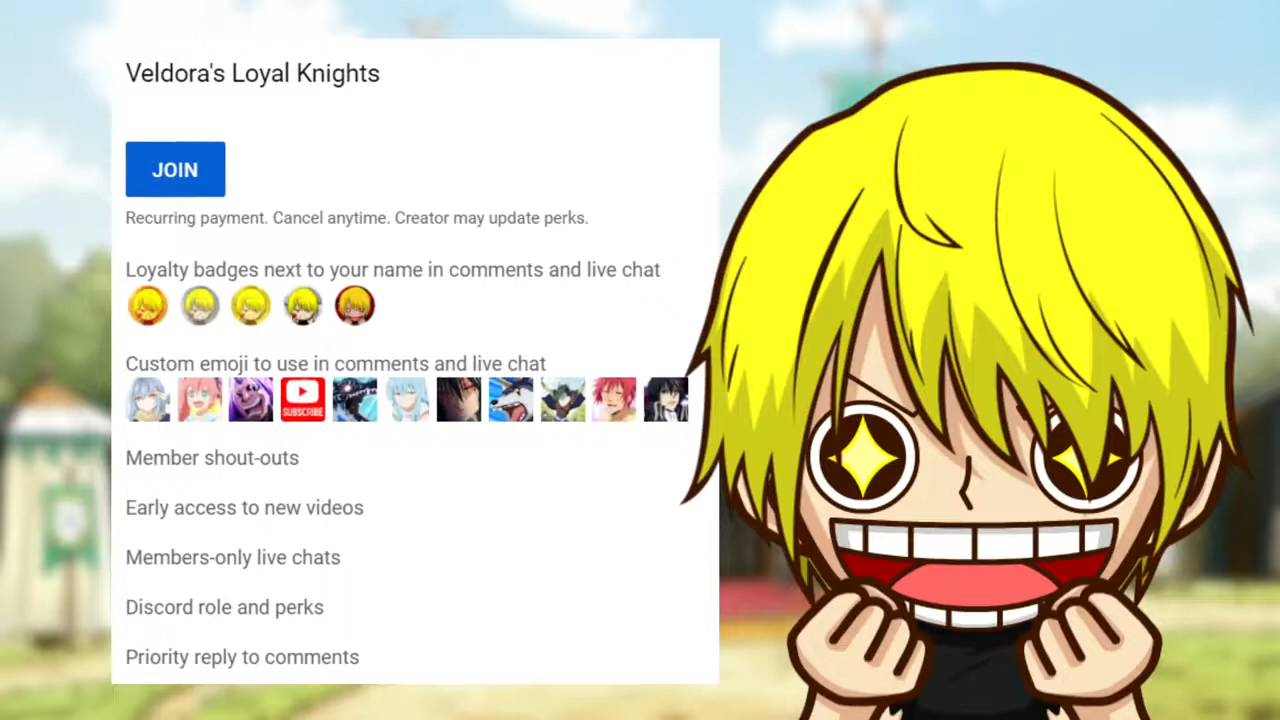 Veldora's Loyal Knights
JOIN
Recurring payment. Cancel anytime. Creator may update perks.
Loyalty badges next to your name in comments and live chat
Custom emoji to use in comments and live chat
SUBSCRIBE
Member shout-outs
Early access to new videos
Members-only live chats
Discord role and perks
Priority reply to comments